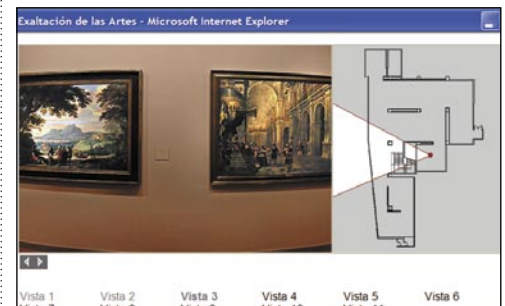 Exaltación de las Artes - Microsoft Internet Explorer
Vista 1 Vista 2 Vista 3 Vista 4 Vista 5 Vista 6